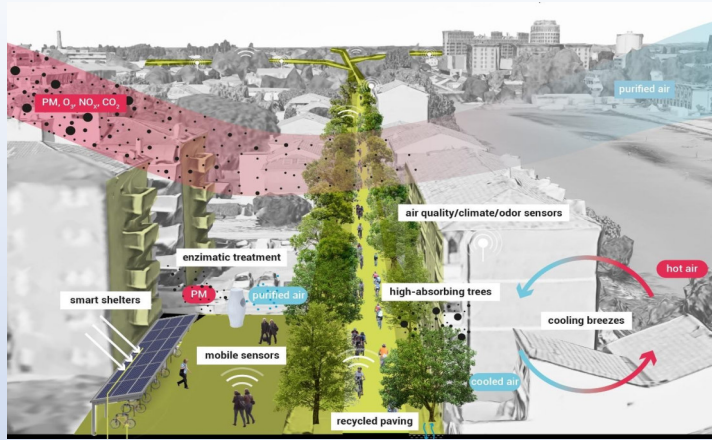 purified air
PM, O₃, NOₓ, CO₂
air quality/climate/odor sensors
enzimatic treatment
hot air
smart shelters
PM
purified air
high-absorbing trees
cooling breezes
mobile sensors
cooled air
recycled paving